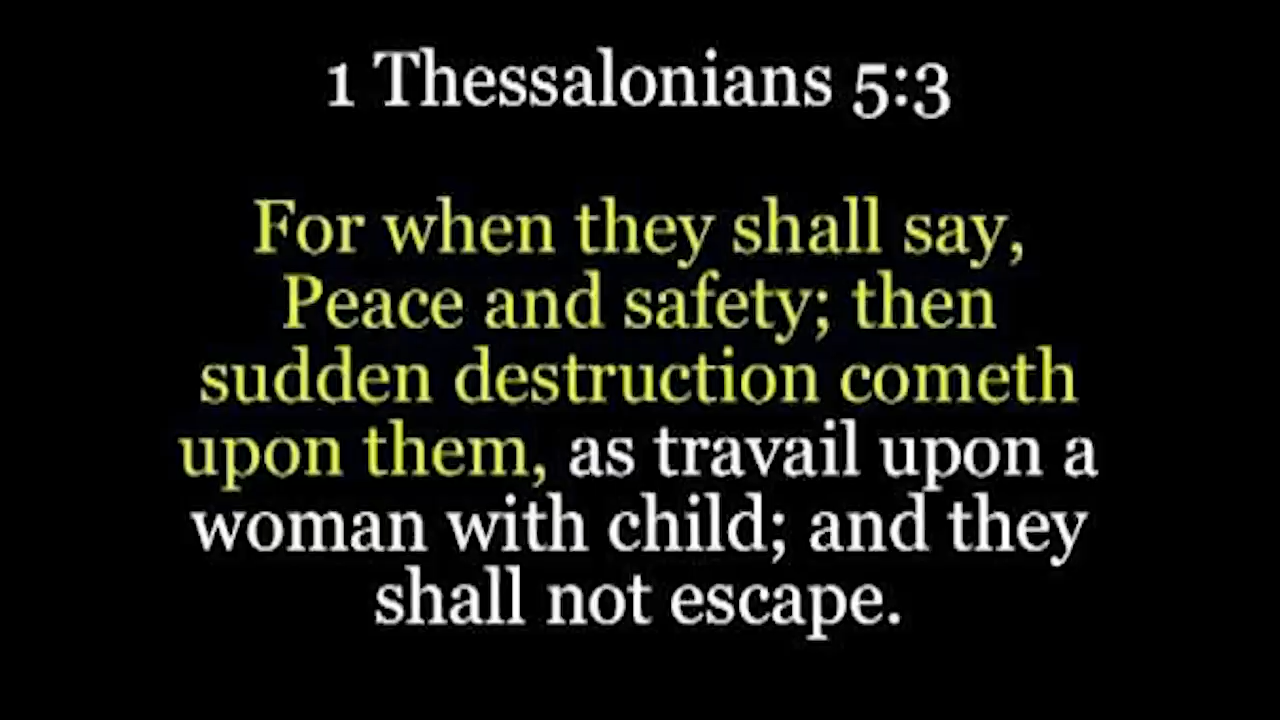 1 Thessalonians 5:3
For when they shall say,
Peace and safety; then
sudden destruction cometh
upon them, as travail upon a
woman with child; and they
shall not escape.